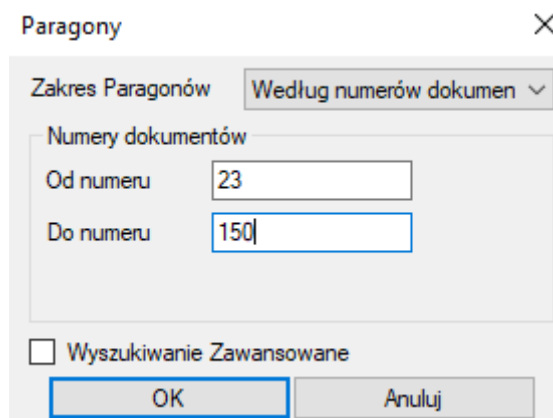 Paragony
Zakres Paragonów Według numerów dokumen
Numery dokumentów
Od numeru 23
Do numeru 150
Wyszukiwanie Zawansowane
OK Anuluj